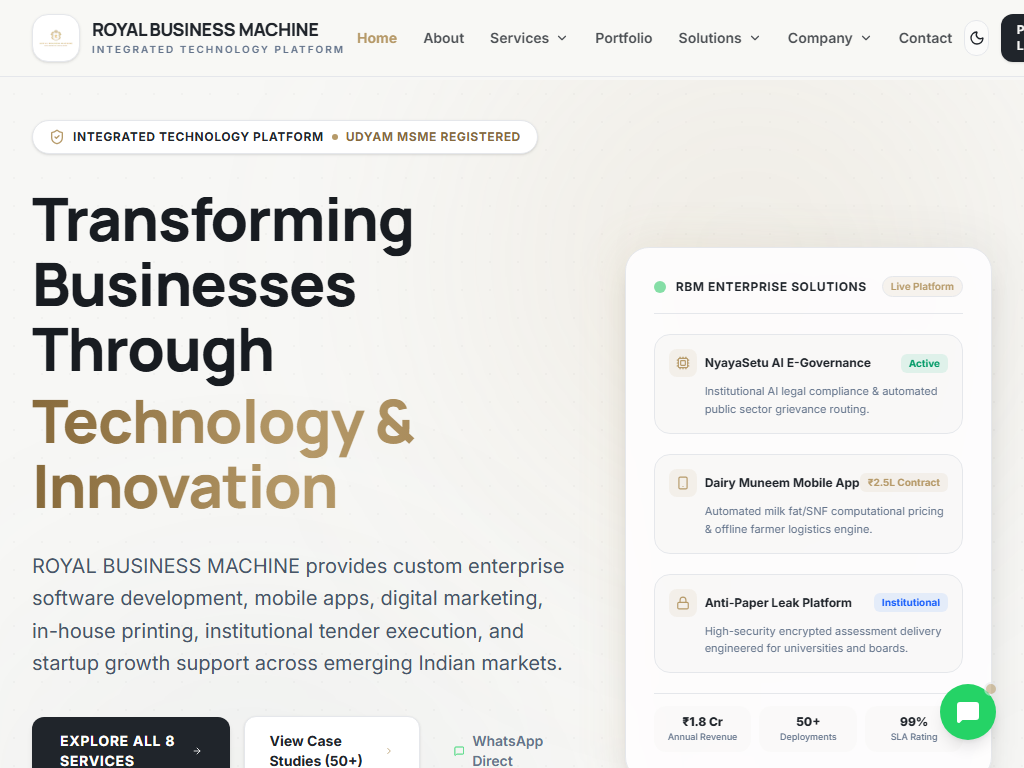 ROYAL BUSINESS MACHINE
INTEGRATED TECHNOLOGY PLATFORM
Home
About
Services
Portfolio
Solutions
Company
Contact
INTEGRATED TECHNOLOGY PLATFORM • UDYAM MSME REGISTERED
Transforming
Businesses
Through
Technology &
Innovation
ROYAL BUSINESS MACHINE provides custom enterprise
software development, mobile apps, digital marketing,
in-house printing, institutional tender execution, and
startup growth support across emerging Indian markets.
EXPLORE ALL 8
SERVICES
View Case
Studies (50+)
WhatsApp
Direct
RBM ENTERPRISE SOLUTIONS
Live Platform
NyayaSetu AI E-Governance
Active
Institutional AI legal compliance & automated
public sector grievance routing.
Dairy Muneem Mobile App
₹2.5L Contract
Automated milk fat/SNF computational pricing
& offline farmer logistics engine.
Anti-Paper Leak Platform
Institutional
High-security encrypted assessment delivery
engineered for universities and boards.
₹1.8 Cr
Annual Revenue
50+
Deployments
99%
SLA Rating